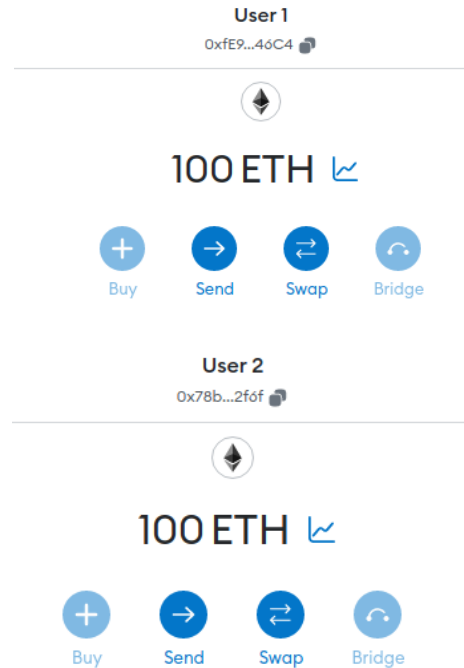 User 1
0xfE9...46C4
100 ETH
Buy Send Swap Bridge
User 2
0x78b...2f6f
100 ETH
Buy Send Swap Bridge